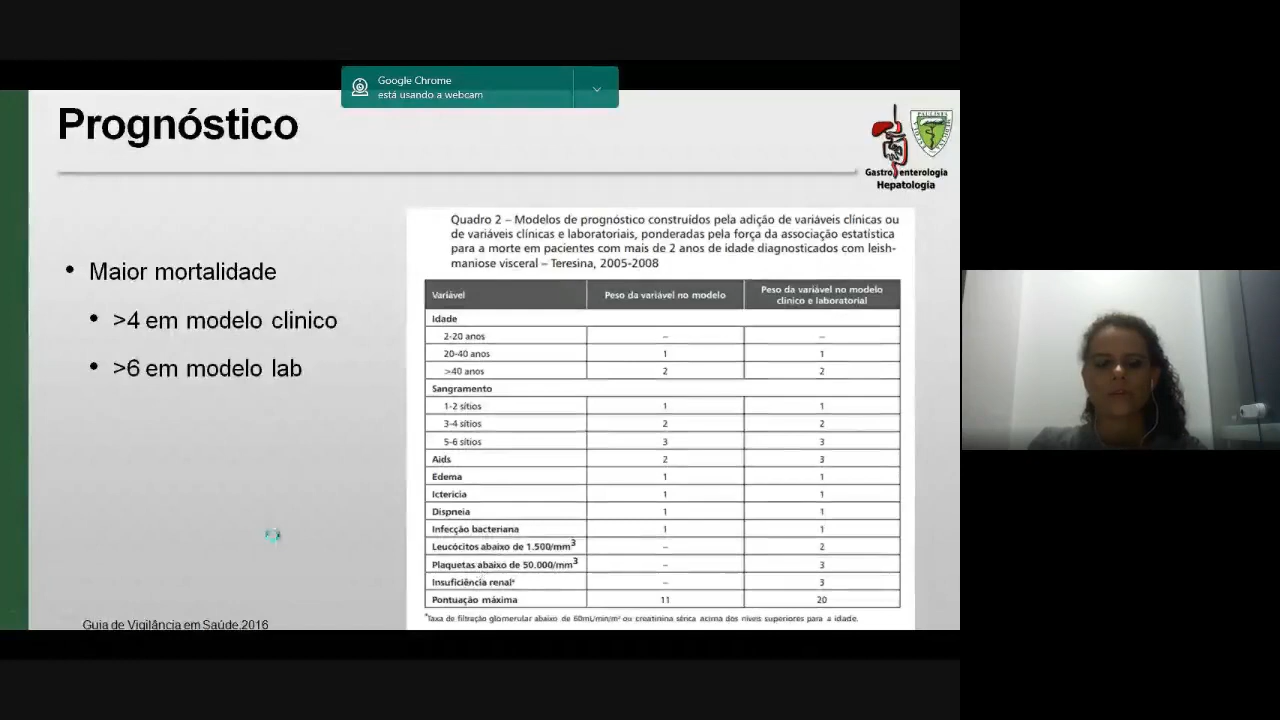 Google Chrome
está usando a webcam
Prognóstico
Gastroenterologia
Hepatologia
Maior mortalidade
>4 em modelo clinico
>6 em modelo lab
Quadro 2 – Modelos de prognóstico construídos pela adição de variáveis clínicas ou
de variáveis clínicas e laboratoriais, ponderadas pela força da associação estatística
para a morte em pacientes com mais de 2 anos de idade diagnosticados com leish-
maniose visceral – Teresina, 2005-2008
Variável Peso da variável no modelo Peso da variável no modelo
clínico e laboratorial
Idade
2-20 anos – –
20-40 anos 1 1
>40 anos 2 2
Sangramento
1-2 sítios 1 1
3-4 sítios 2 2
5-6 sítios 3 3
Aids 2 3
Edema 1 1
Icterícia 1 1
Dispneia 1 1
Infecção bacteriana 1 1
Leucócitos abaixo de 1.500/mm³ – 2
Plaquetas abaixo de 50.000/mm³ – 3
Insuficiência renal* – 3
Pontuação máxima 11 20
*Taxa de filtração glomerular abaixo de 60mL/min/m² ou creatinina sérica acima dos níveis superiores para a idade.
Guia de Vigilância em Saúde,2016